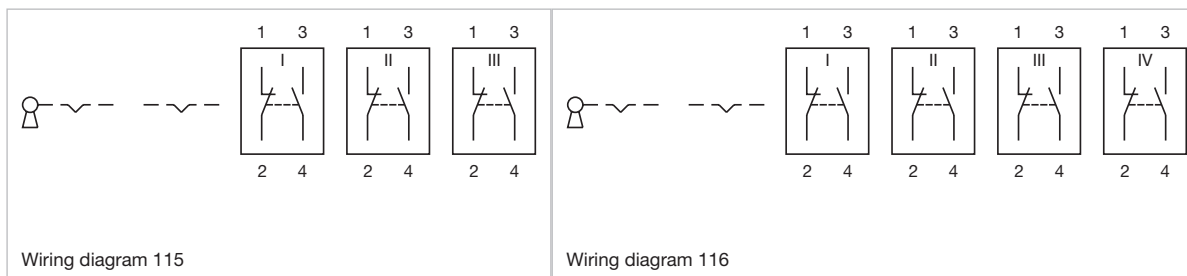 1 3 1 3 1 3
I II III
2 4 2 4 2 4
Wiring diagram 115
1 3 1 3 1 3 1 3
I II III IV
2 4 2 4 2 4 2 4
Wiring diagram 116